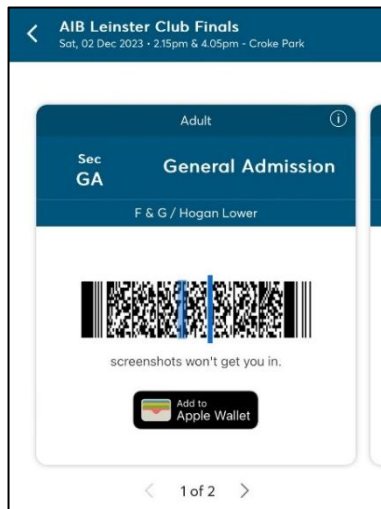 AIB Leinster Club Finals
Sat, 02 Dec 2023 • 2.15pm & 4.05pm - Croke Park
Adult
Sec
GA
General Admission
F & G / Hogan Lower
screenshots won't get you in.
Add to
Apple Wallet
1 of 2